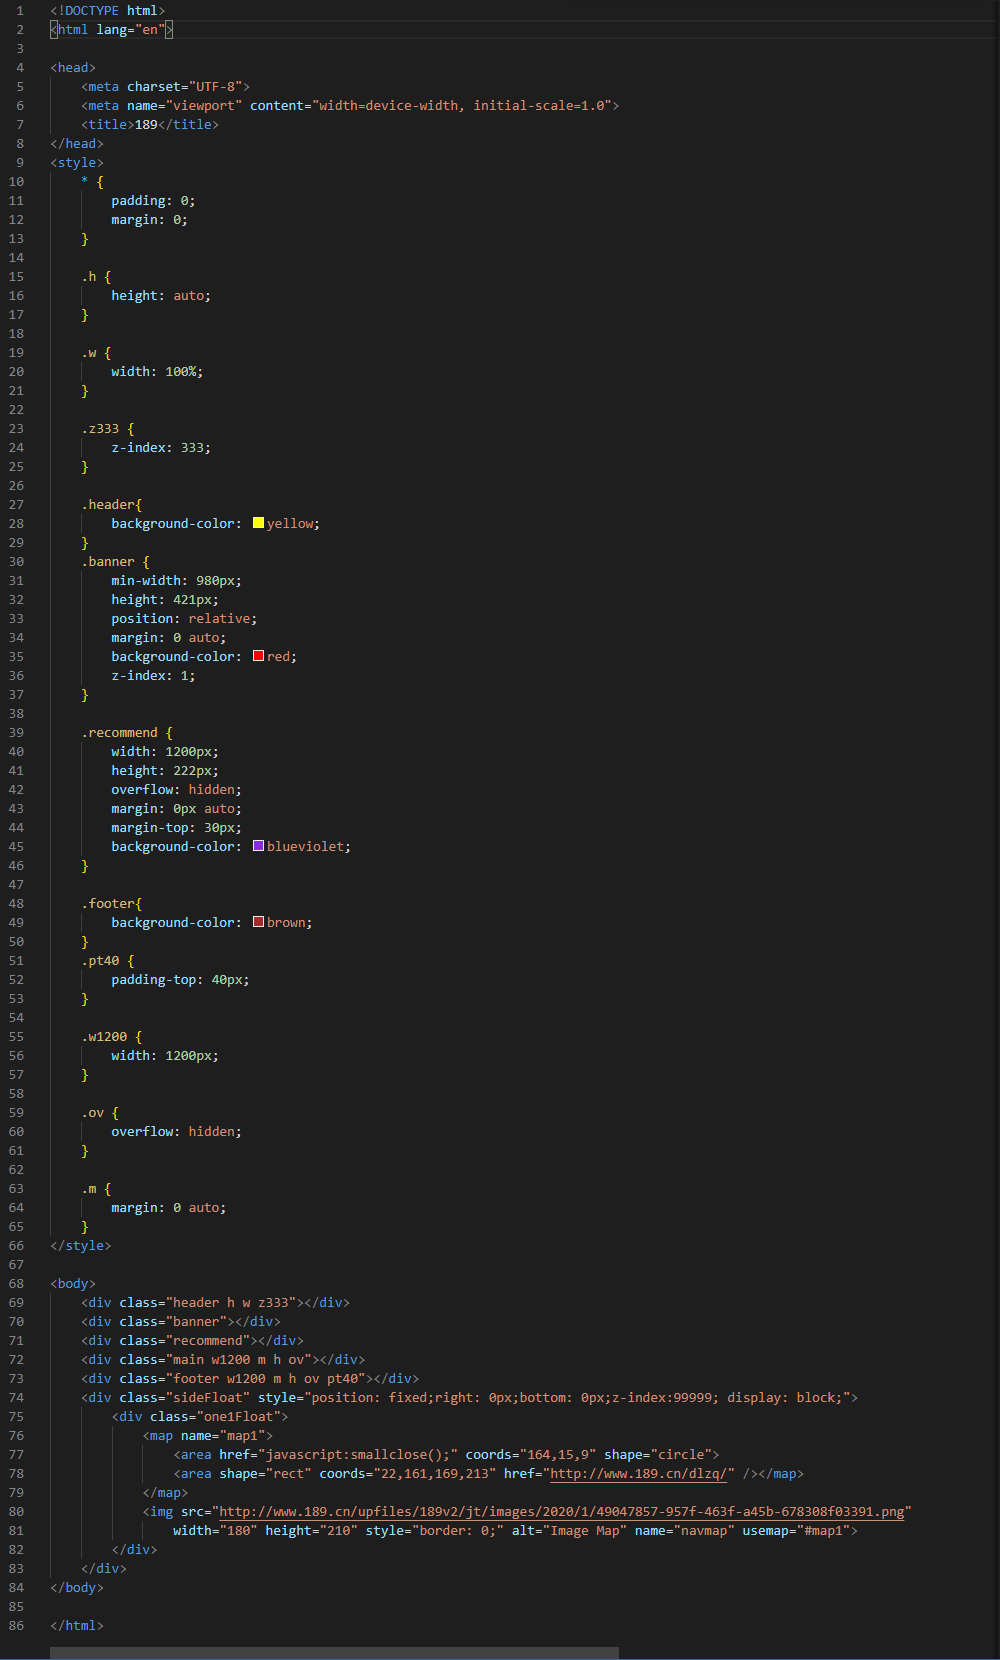 1 <!DOCTYPE html>
2 <html lang="en">
3
4 <head>
5     <meta charset="UTF-8">
6     <meta name="viewport" content="width=device-width, initial-scale=1.0">
7     <title>189</title>
8 </head>
9 <style>
10     * {
11         padding: 0;
12         margin: 0;
13     }
14
15     .h {
16         height: auto;
17     }
18
19     .w {
20         width: 100%;
21     }
22
23     .z333 {
24         z-index: 333;
25     }
26
27     .header{
28         background-color: yellow;
29     }
30     .banner {
31         min-width: 980px;
32         height: 421px;
33         position: relative;
34         margin: 0 auto;
35         background-color: red;
36         z-index: 1;
37     }
38
39     .recommend {
40         width: 1200px;
41         height: 222px;
42         overflow: hidden;
43         margin: 0px auto;
44         margin-top: 30px;
45         background-color: blueviolet;
46     }
47
48     .footer{
49         background-color: brown;
50     }
51     .pt40 {
52         padding-top: 40px;
53     }
54
55     .w1200 {
56         width: 1200px;
57     }
58
59     .ov {
60         overflow: hidden;
61     }
62
63     .m {
64         margin: 0 auto;
65     }
66 </style>
67
68 <body>
69     <div class="header h w z333"></div>
70     <div class="banner"></div>
71     <div class="recommend"></div>
72     <div class="main w1200 m h ov"></div>
73     <div class="footer w1200 m h ov pt40"></div>
74     <div class="sideFloat" style="position: fixed;right: 0px;bottom: 0px;z-index:99999; display: block;">
75         <div class="one1Float">
76             <map name="map1">
77                 <area href="javascript:smallclose();" coords="164,15,9" shape="circle">
78                 <area shape="rect" coords="22,161,169,213" href="http://www.189.cn/dlzq/" /></map>
79             </map>
80             <img src="http://www.189.cn/upfiles/189v2/jt/images/2020/1/49047857-957f-463f-a45b-678308f03391.png"
81                 width="180" height="210" style="border: 0;" alt="Image Map" name="navmap" usemap="#map1">
82         </div>
83     </div>
84 </body>
85
86 </html>